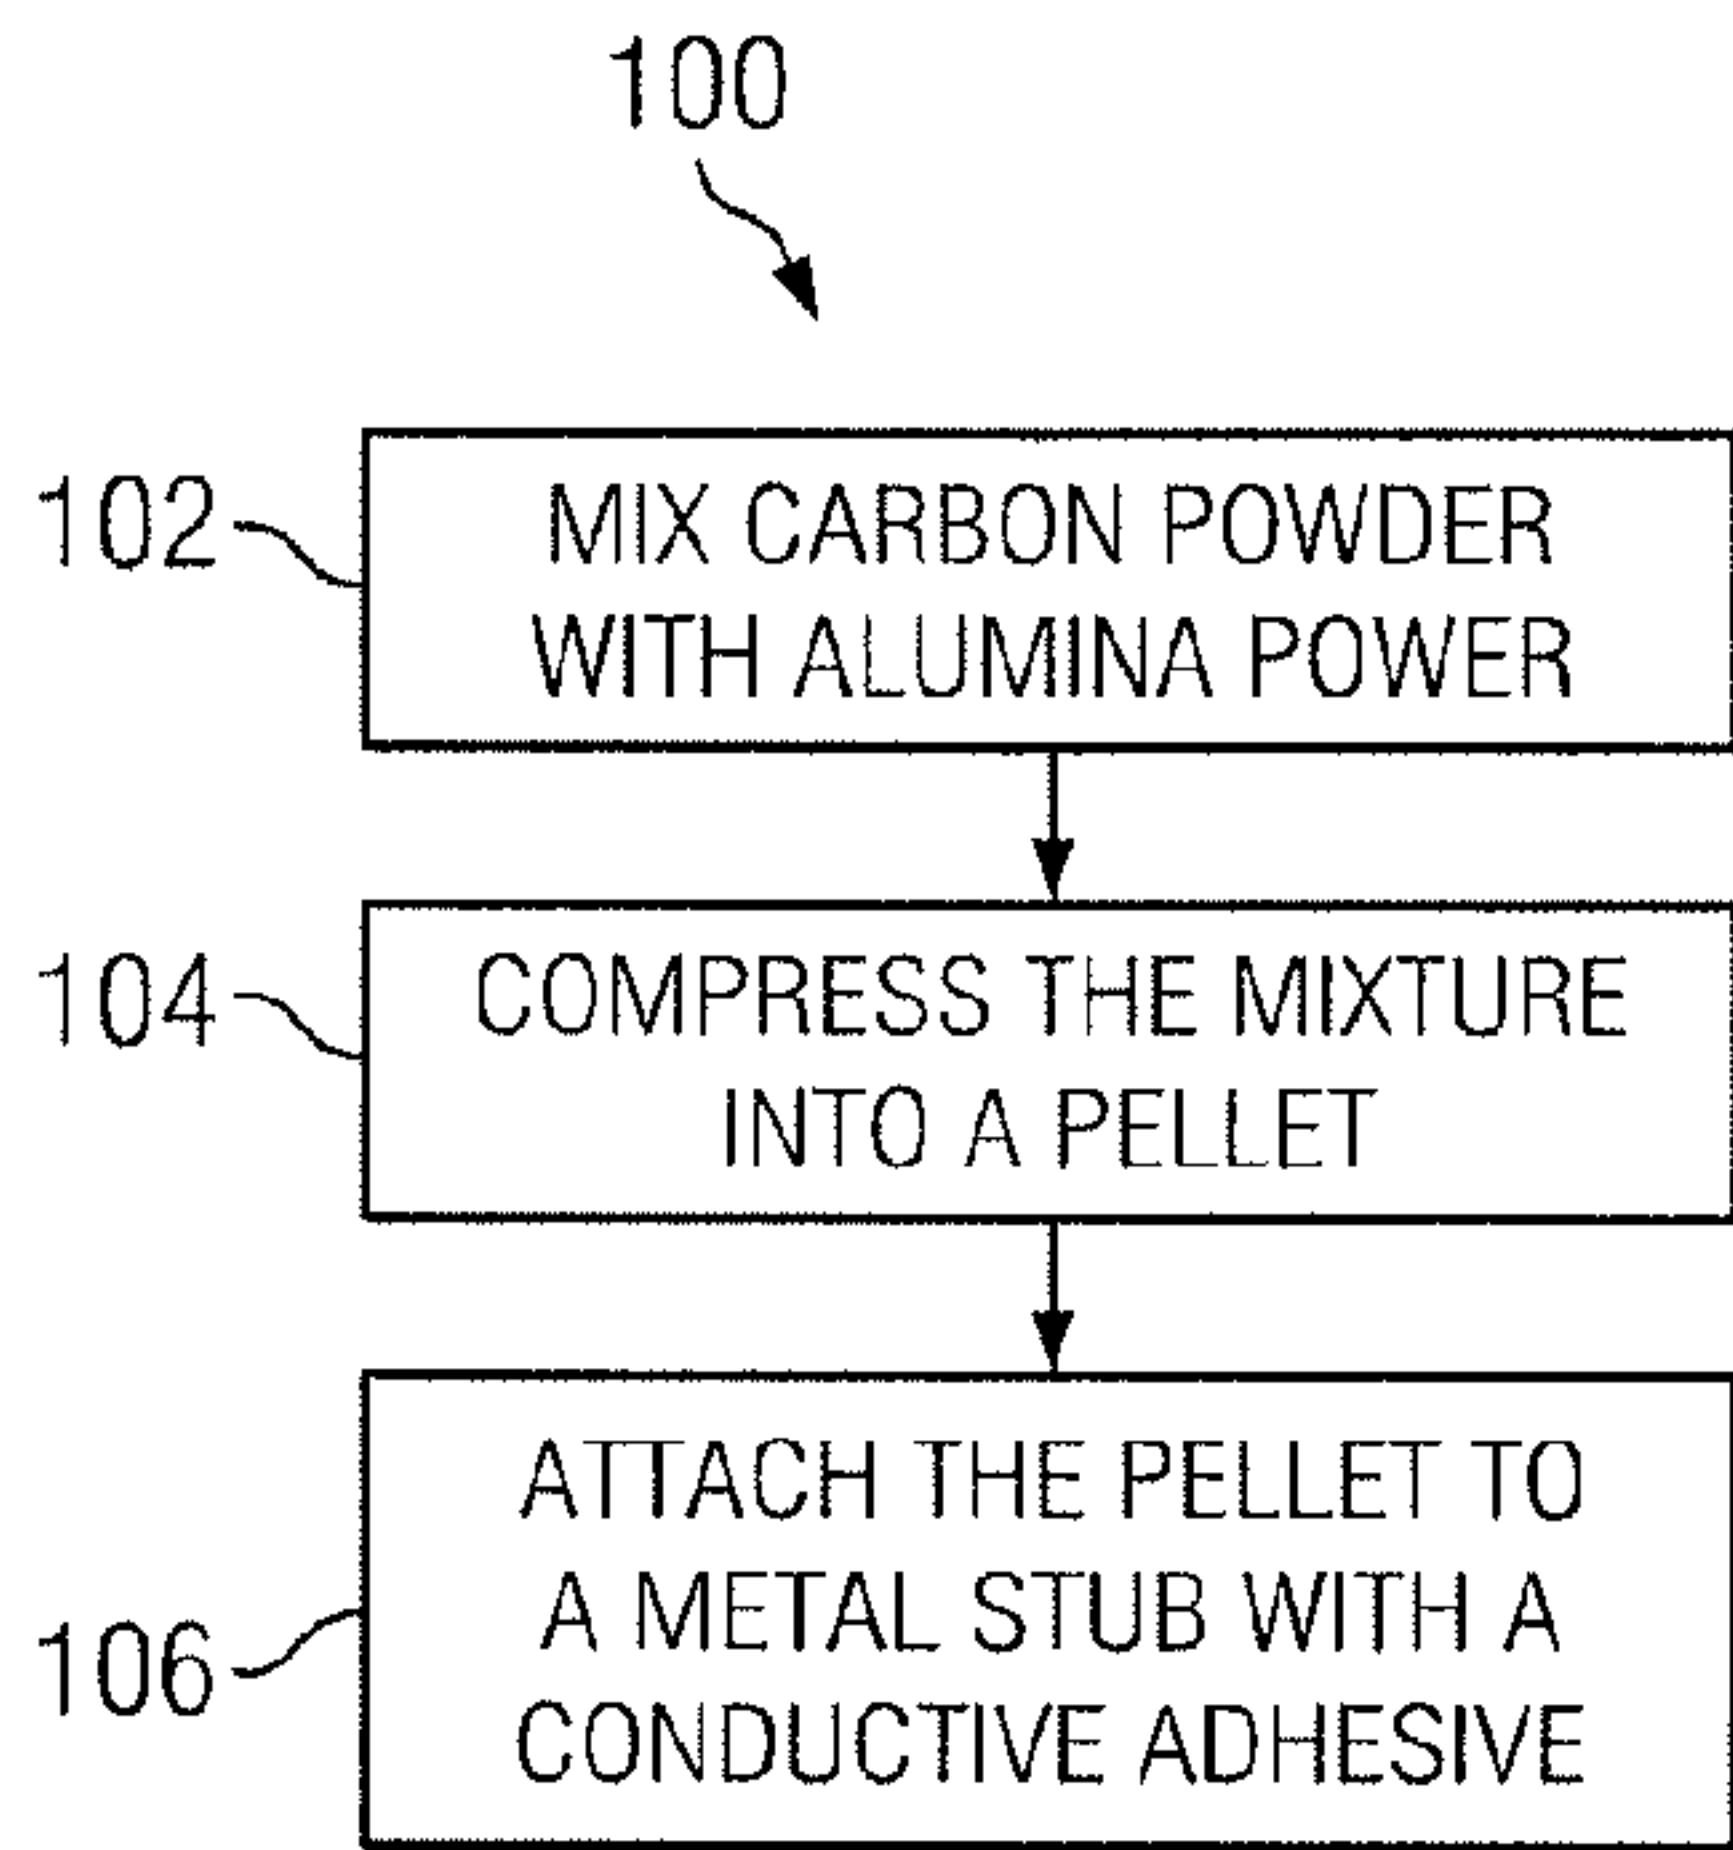 100
102
MIX CARBON POWDER
WITH ALUMINA POWER
104
COMPRESS THE MIXTURE
INTO A PELLET
106
ATTACH THE PELLET TO
A METAL STUB WITH A
CONDUCTIVE ADHESIVE